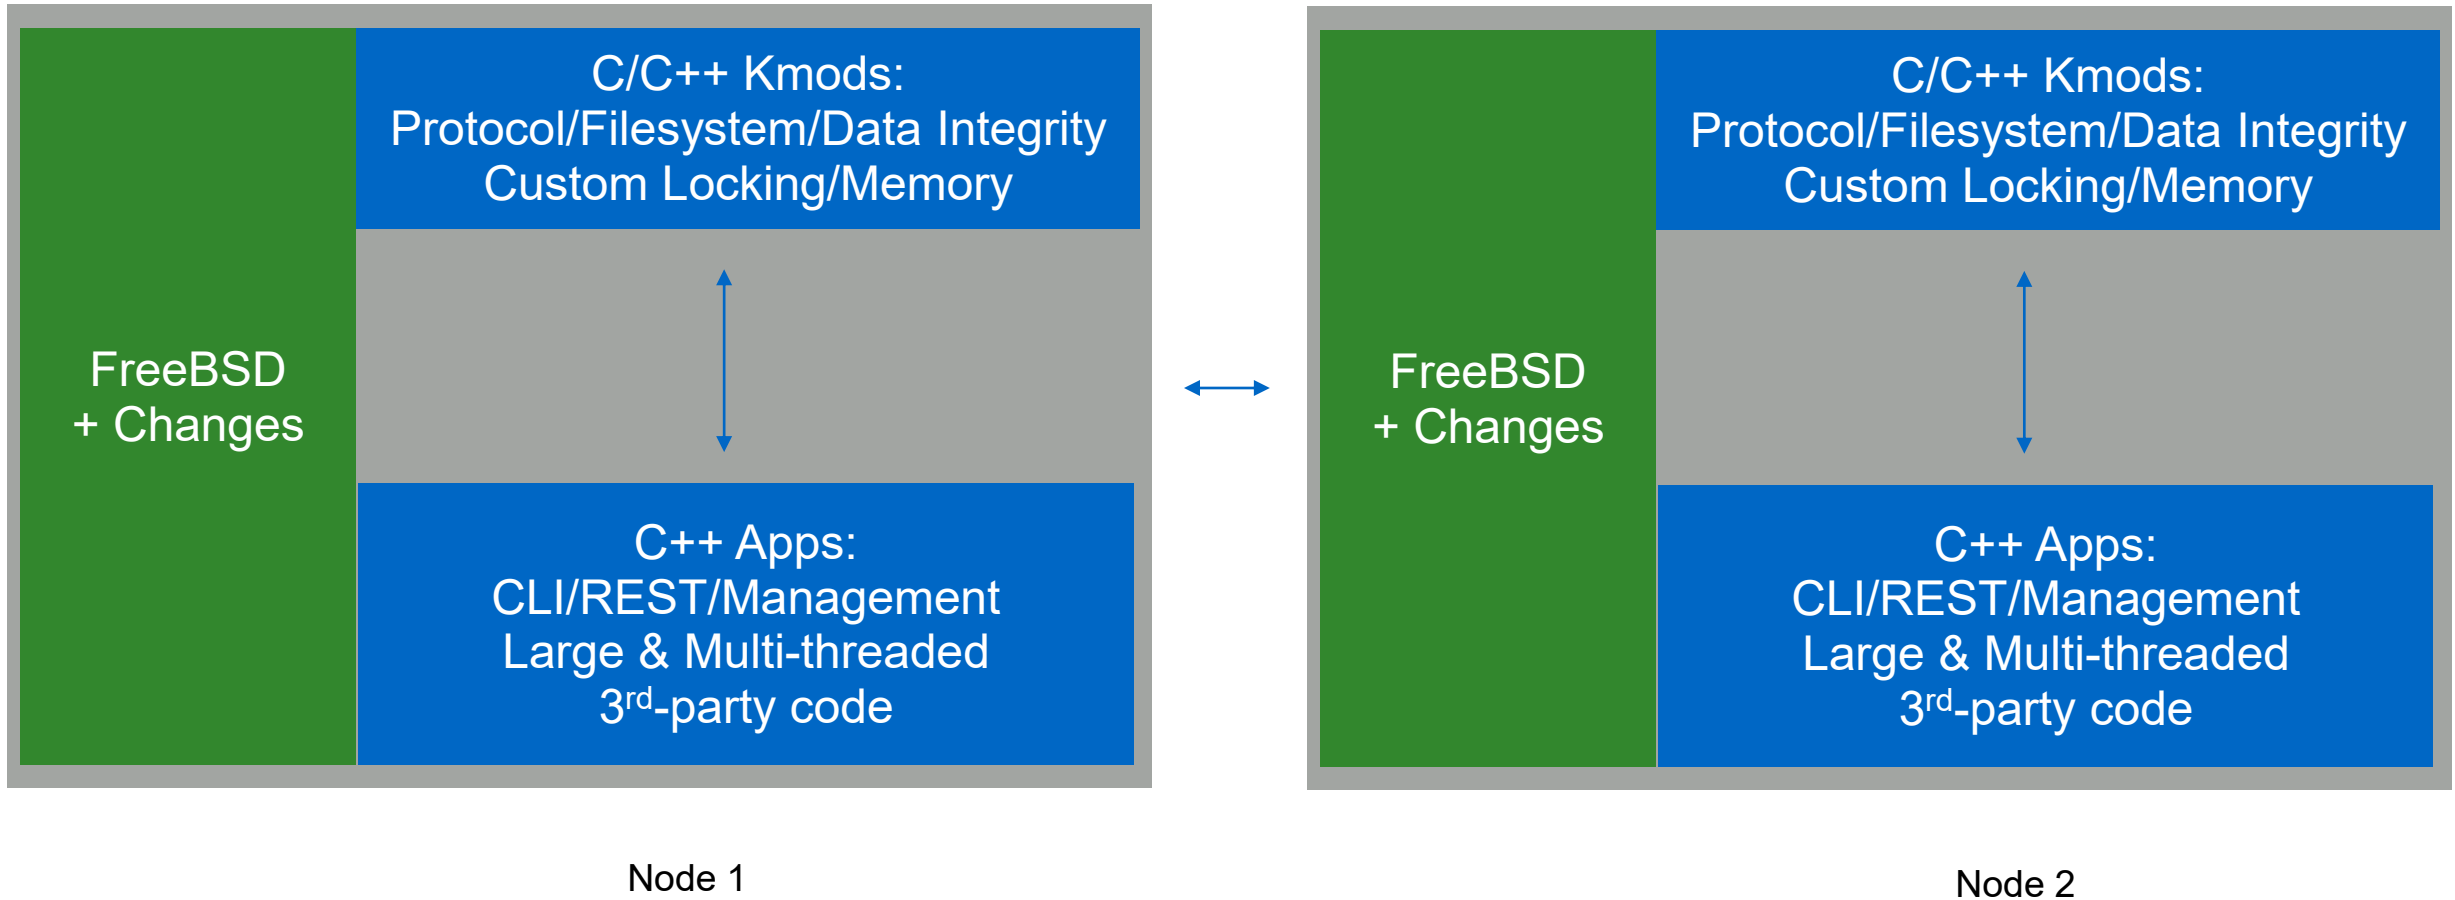 C/C++ Kmods:
Protocol/Filesystem/Data Integrity
Custom Locking/Memory
FreeBSD
+ Changes
C++ Apps:
CLI/REST/Management
Large & Multi-threaded
3rd-party code
Node 1
C/C++ Kmods:
Protocol/Filesystem/Data Integrity
Custom Locking/Memory
FreeBSD
+ Changes
C++ Apps:
CLI/REST/Management
Large & Multi-threaded
3rd-party code
Node 2